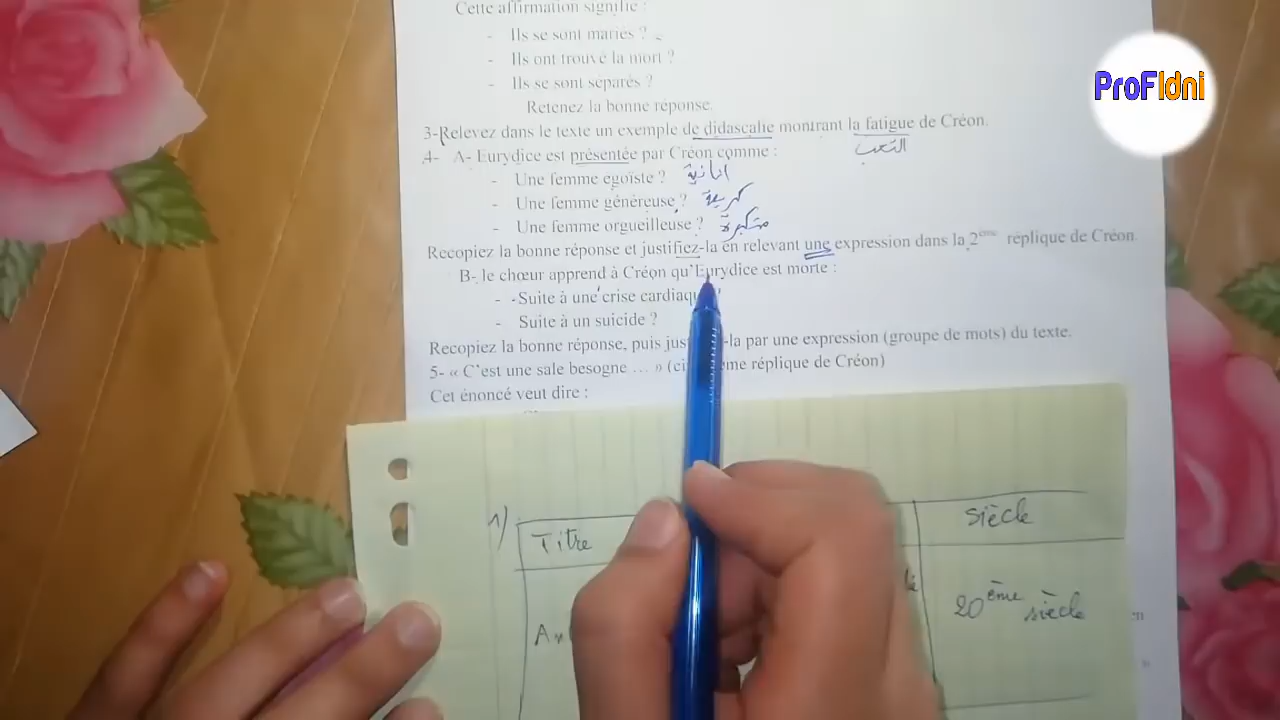 Cette affirmation signifie :
- Ils se sont mariés ?
- Ils ont trouvé la mort ?
- Ils se sont séparés ?
Retenez la bonne réponse.
ProFIdni
3-Relevez dans le texte un exemple de didascalie montrant la fatigue de Créon.
التعب
4- A- Eurydice est présentée par Créon comme :
- Une femme égoïste ? انانية
- Une femme généreuse ? كريمة
- Une femme orgueilleuse ? متكبرة
Recopiez la bonne réponse et justifiez-la en relevant une expression dans la 2ème réplique de Créon.
B- le chœur apprend à Créon qu'Eurydice est morte :
- -Suite à une crise
- Suite à un suicide ?
Recopiez la bonne réponse, puis -la par une expression (groupe de mots) du texte.
5- « C'est une sale besogne … » réplique de Créon)
Cet énoncé veut dire :
1) Titre siècle
20ème siècle